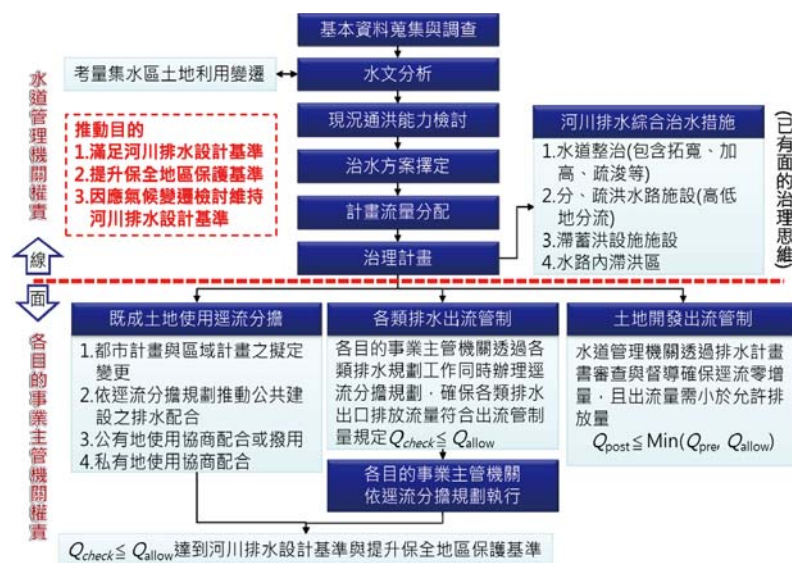 基本資料蒐集與調查
考量集水區土地利用變遷
水文分析
水道管理機關權責
推動目的
1.滿足河川排水設計基準
2.提升保全地區保護基準
3.因應氣候變遷檢討維持
河川排水設計基準
現況通洪能力檢討
治水方案擇定
計畫流量分配
治理計畫
河川排水綜合治水措施
1.水道整治(包含拓寬、加
高、疏浚等)
2.分、疏洪水路施設(高低
地分流)
3.滯蓄洪設施施設
4.水路內滯洪區
(已有面的治理思維)
線
面
各目的事業主管機關權責
既成土地使用逕流分擔
1.都市計畫與區域計畫之擬定
變更
2.依逕流分擔規劃推動公共建
設之排水配合
3.公有地使用協商配合或撥用
4.私有地使用協商配合
各類排水出流管制
各目的事業主管機關透過各
類排水規劃工作同時辦理逕
流分擔規劃，確保各類排水
出口排放流量符合出流管制
量規定Qcheck≦ Qallow
各目的事業主管機關
依逕流分擔規劃執行
土地開發出流管制
水道管理機關透過排水計畫
書審查與督導確保逕流零增
量，且出流量需小於允許排
放量
Qpost≦Min(Qpre, Qallow)
Qcheck≦ Qallow達到河川排水設計基準與提升保全地區保護基準